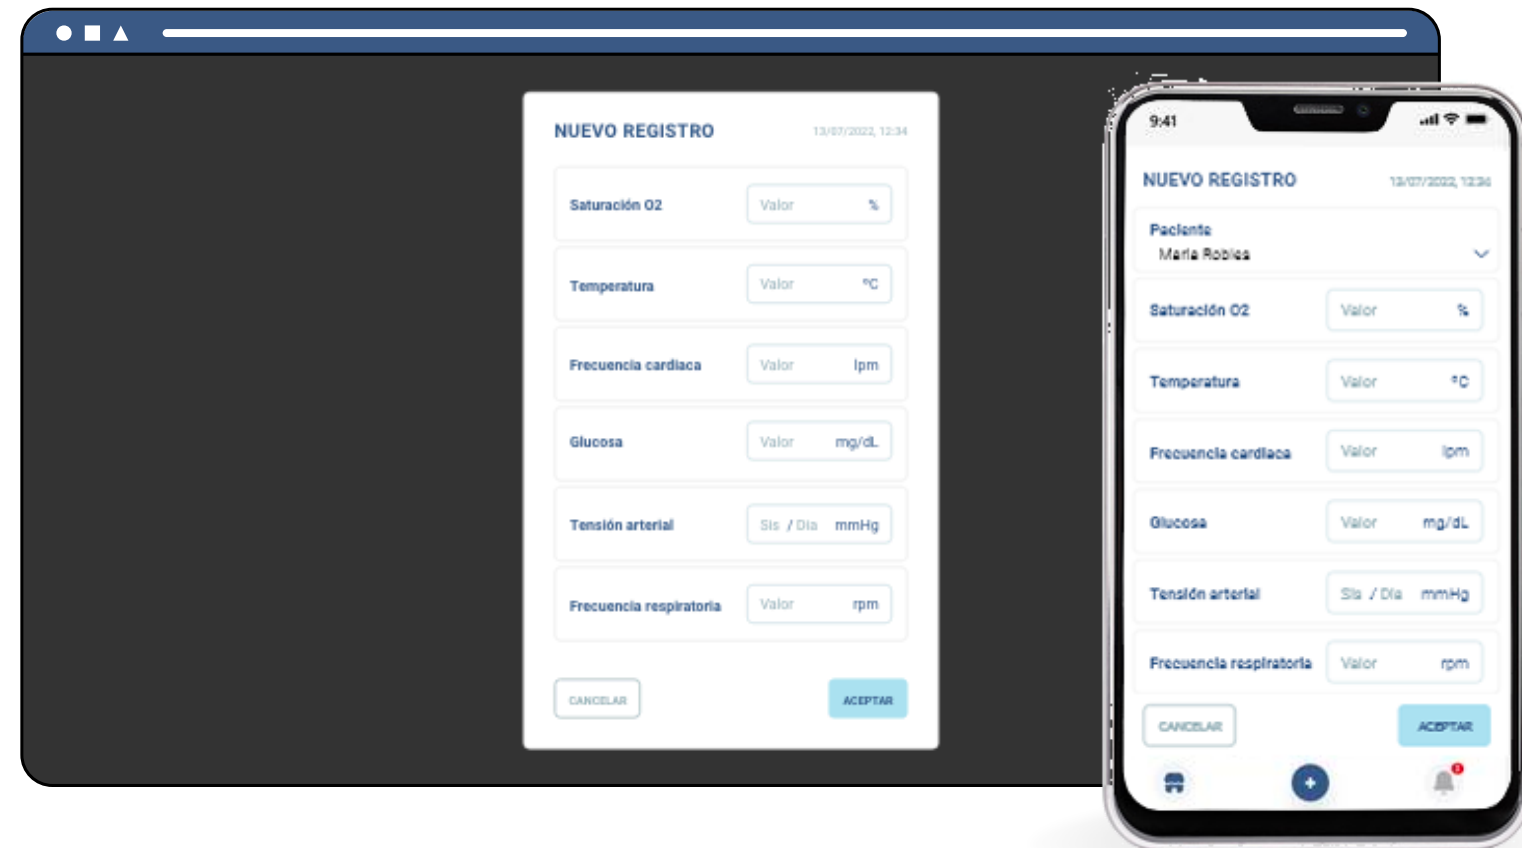 NUEVO REGISTRO 13/07/2022, 12:34
Saturación O2 Valor %
Temperatura Valor ºC
Frecuencia cardiaca Valor lpm
Glucosa Valor mg/dL
Tensión arterial Sis / Dia mmHg
Frecuencia respiratoria Valor rpm
CANCELAR ACEPTAR
9:41
NUEVO REGISTRO 13/07/2022, 12:34
Paciente
María Robles
Saturación O2 Valor %
Temperatura Valor ºC
Frecuencia cardiaca Valor lpm
Glucosa Valor mg/dL
Tensión arterial Sis / Dia mmHg
Frecuencia respiratoria Valor rpm
CANCELAR ACEPTAR